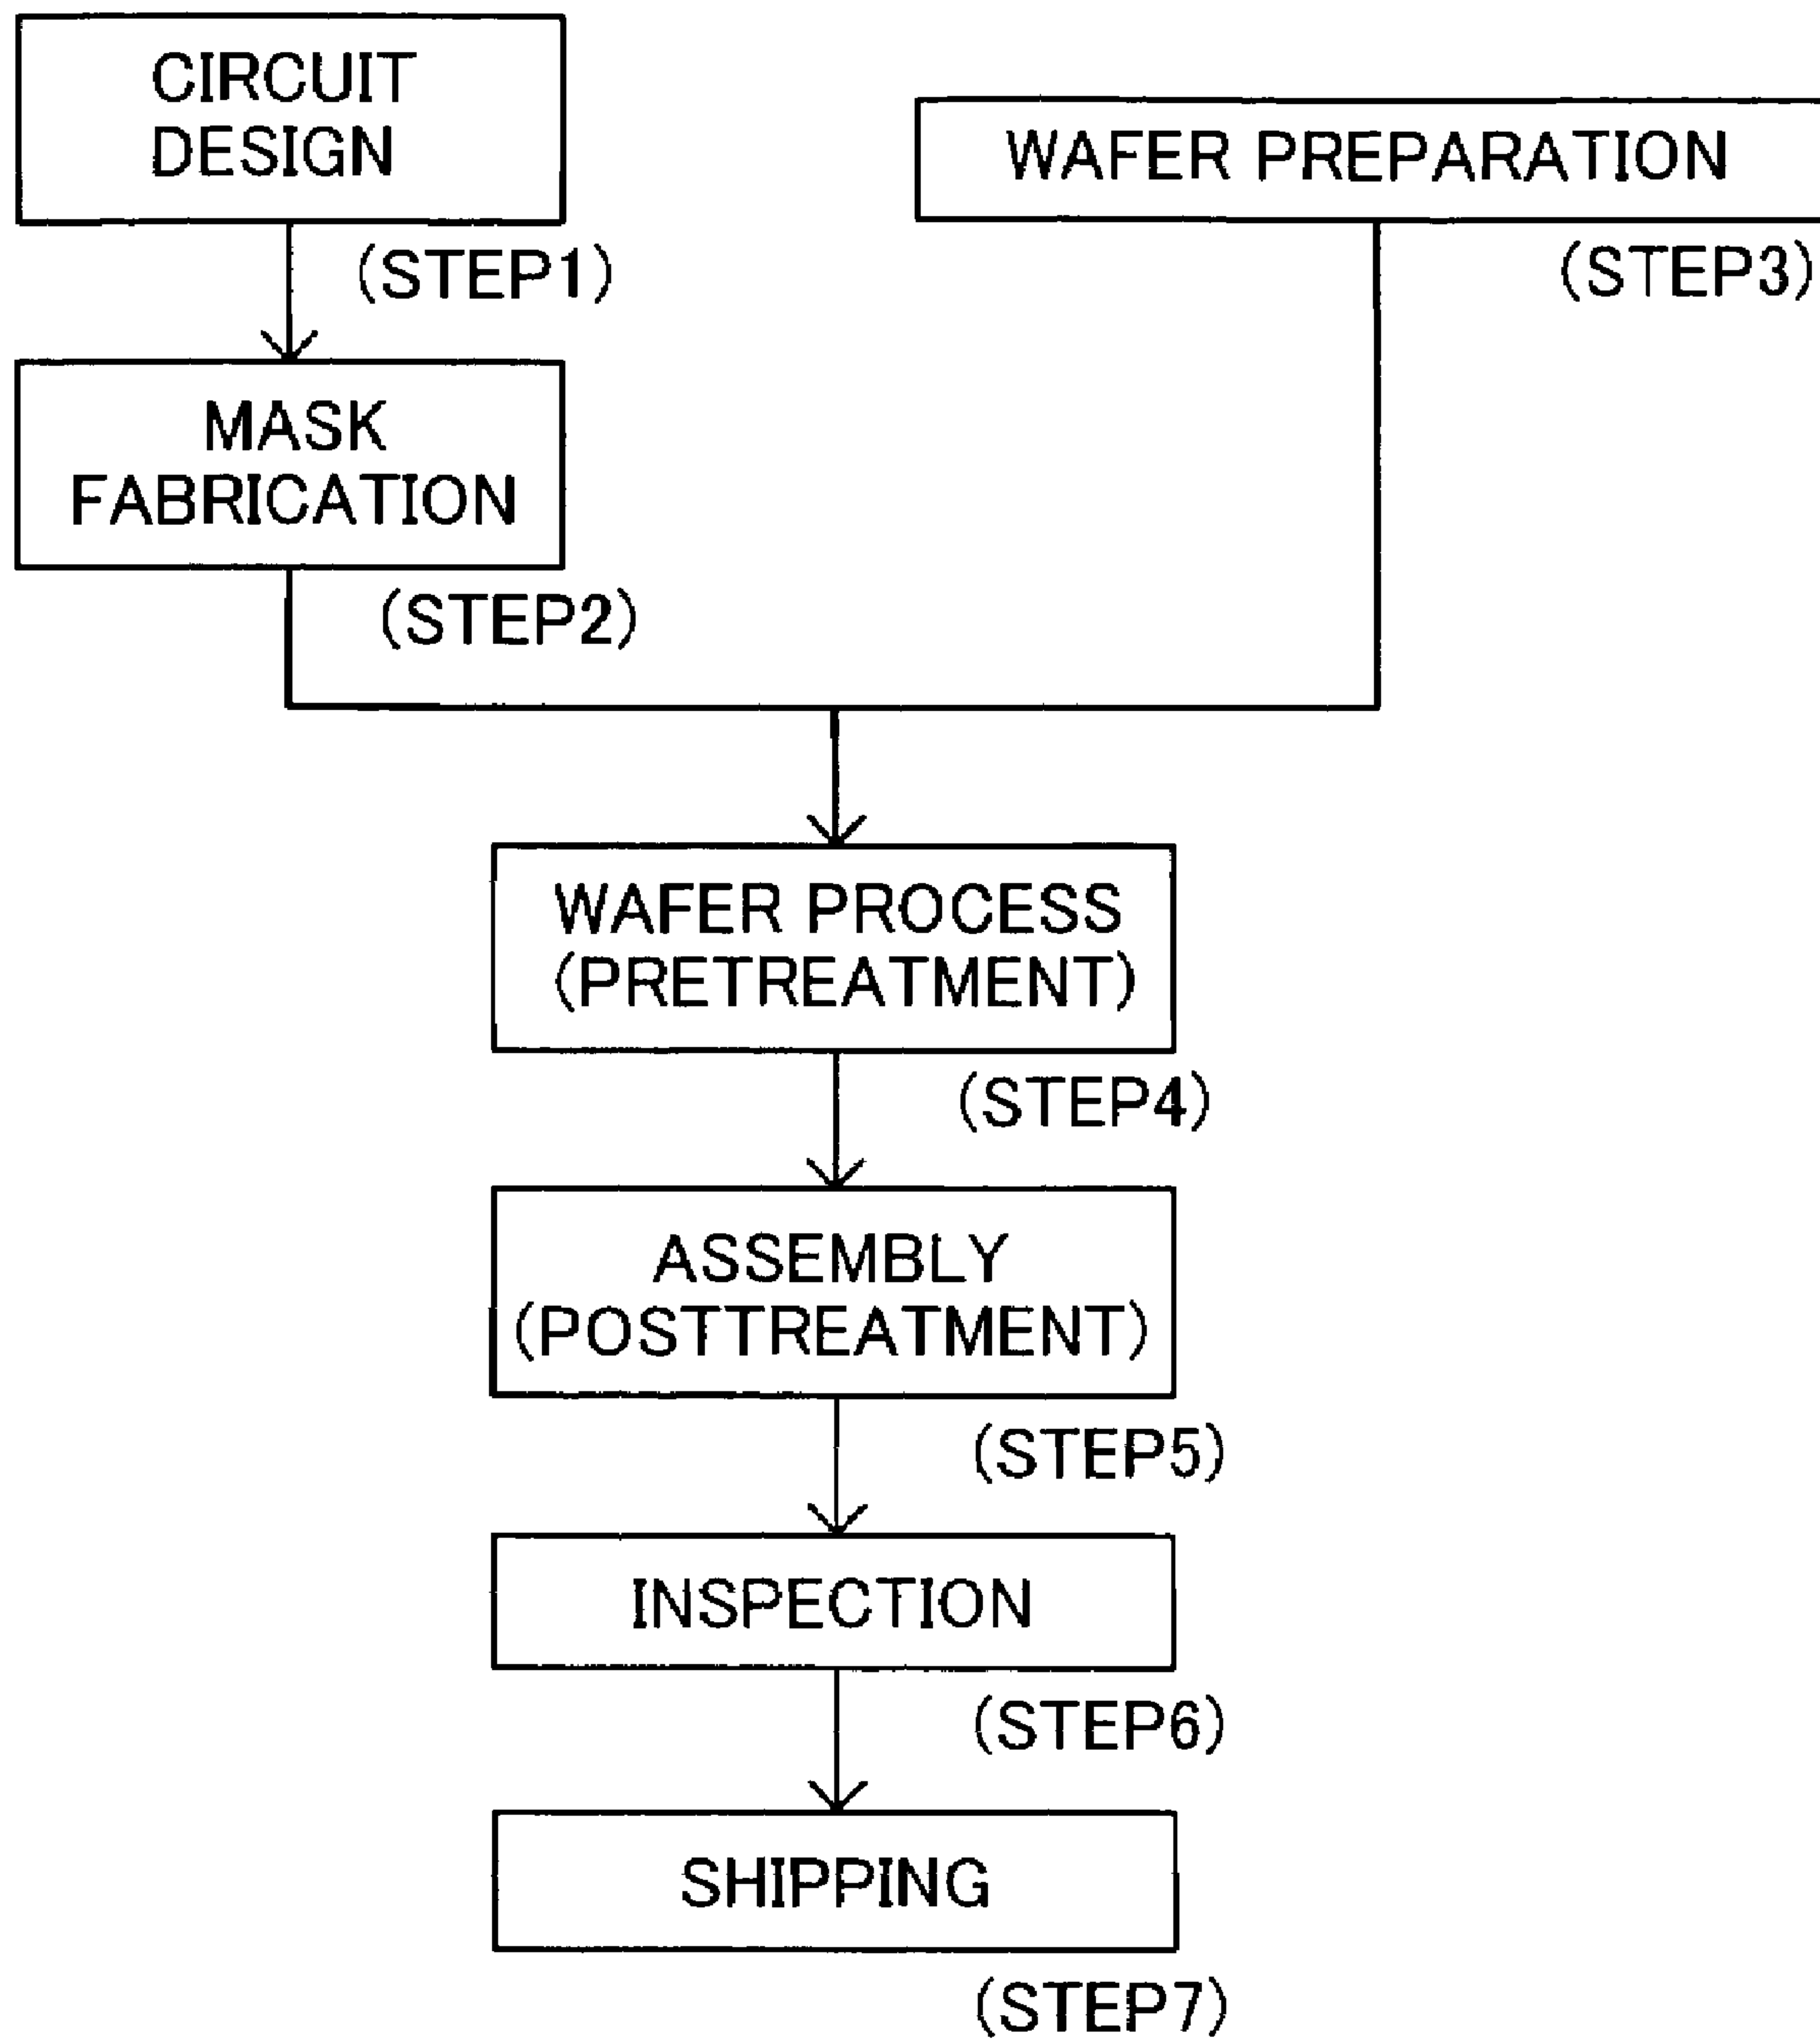 CIRCUIT
DESIGN
(STEP1)
WAFER PREPARATION
(STEP3)
MASK
FABRICATION
(STEP2)
WAFER PROCESS
(PRETREATMENT)
(STEP4)
ASSEMBLY
(POSTTREATMENT)
(STEP5)
INSPECTION
(STEP6)
SHIPPING
(STEP7)